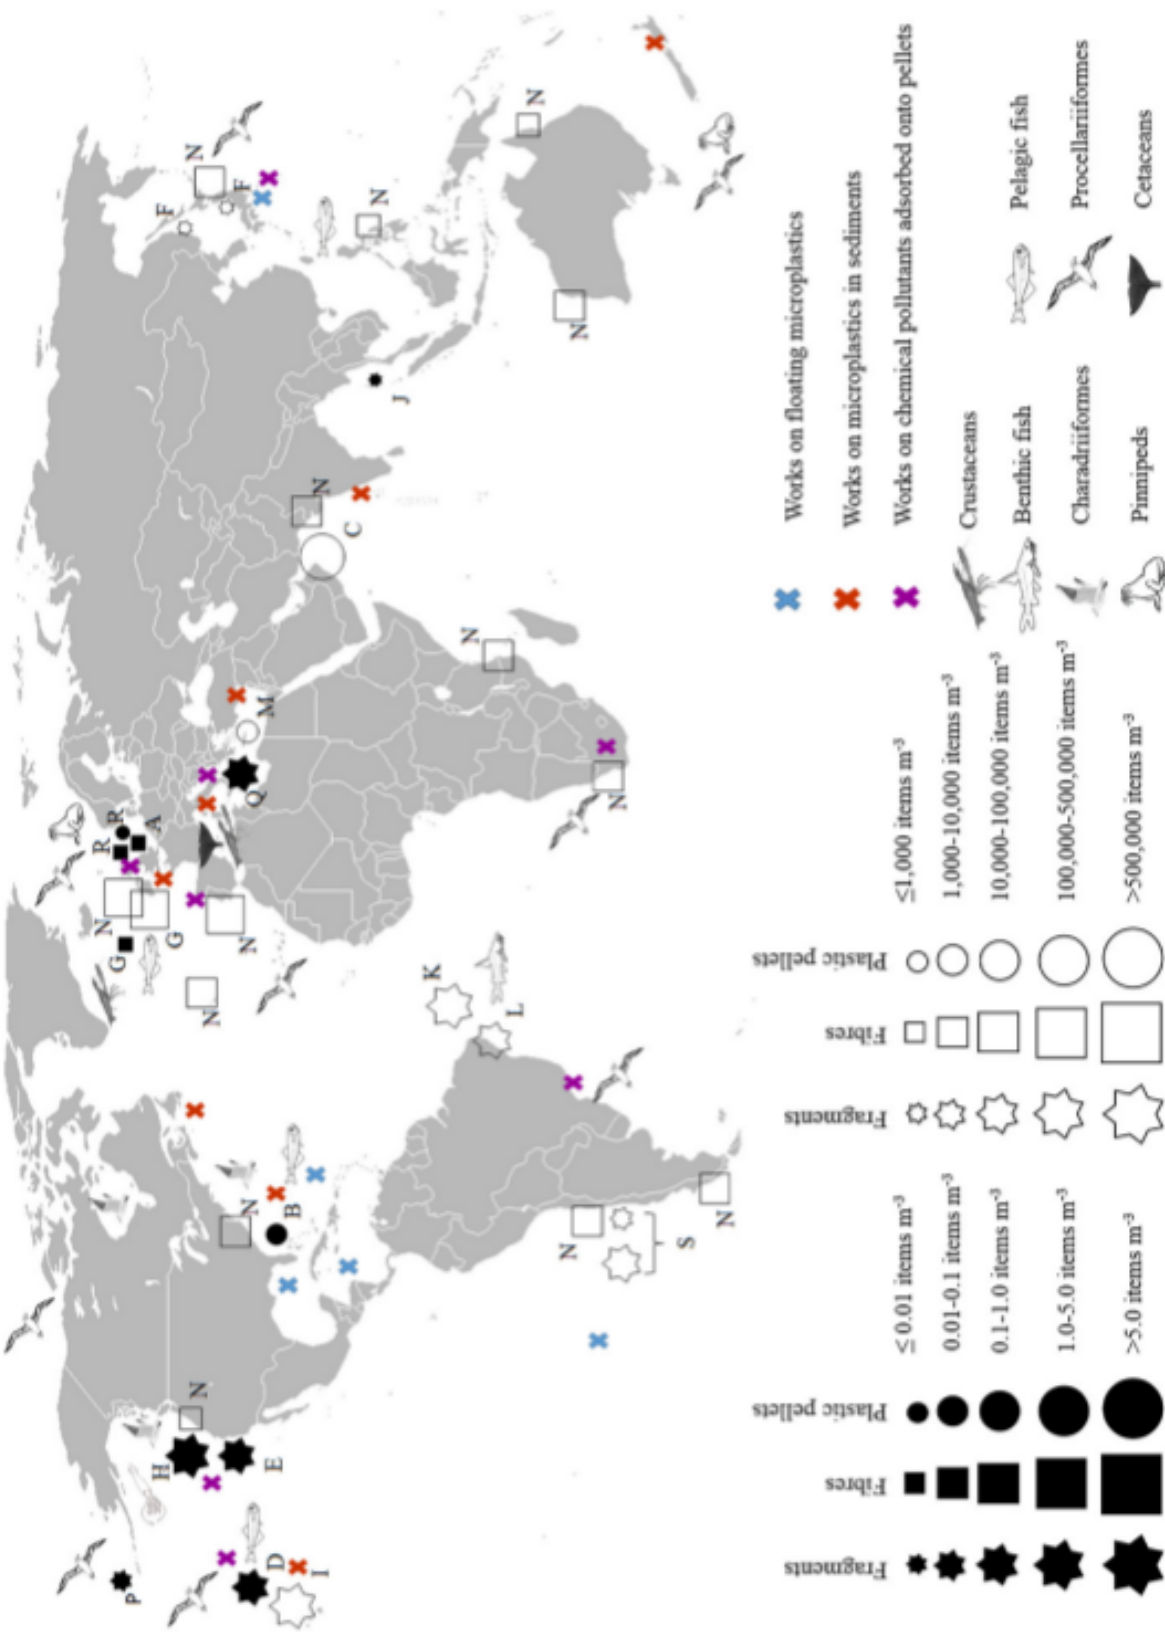 P
D
I
H
E
N
N
B
N
S
N
K
L
N
G
G
N
N
R
R
A
Q
M
N
N
C
N
J
F
F
N
N
N
N
Works on floating microplastics
Works on microplastics in sediments
Works on chemical pollutants adsorbed onto pellets
Crustaceans
Benthic fish
Pelagic fish
Charadriiformes
Procellariiformes
Pinnipeds
Cetaceans
Fragments
Fibres
Plastic pellets
≤ 0.01 items m⁻³
0.01-0.1 items m⁻³
0.1-1.0 items m⁻³
1.0-5.0 items m⁻³
>5.0 items m⁻³
Fragments
Fibres
Plastic pellets
≤1,000 items m⁻³
1,000-10,000 items m⁻³
10,000-100,000 items m⁻³
100,000-500,000 items m⁻³
>500,000 items m⁻³